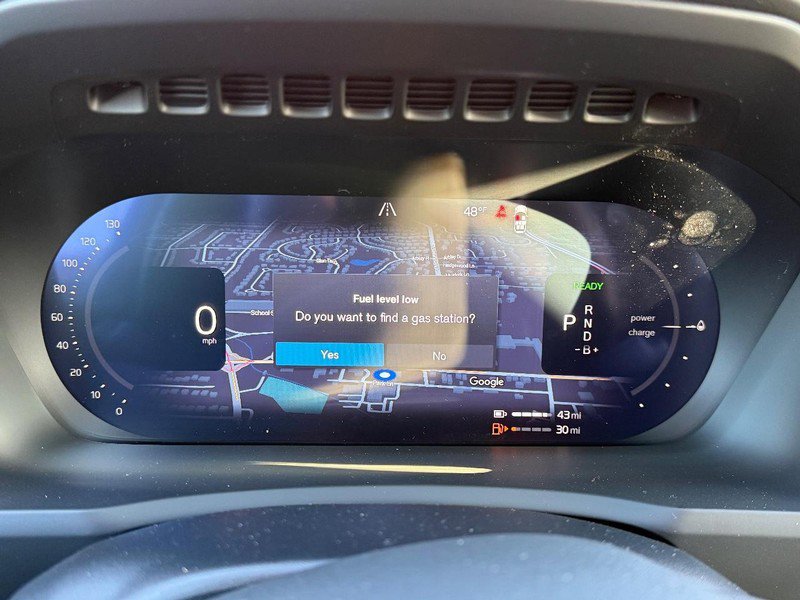 130
120
100
80
60
40
20
10
0
0
mph
48°F
School S
Fuel level low
Do you want to find a gas station?
Yes
No
Google
READY
P
R
N
D
-B+
power
charge
43 mi
30 mi